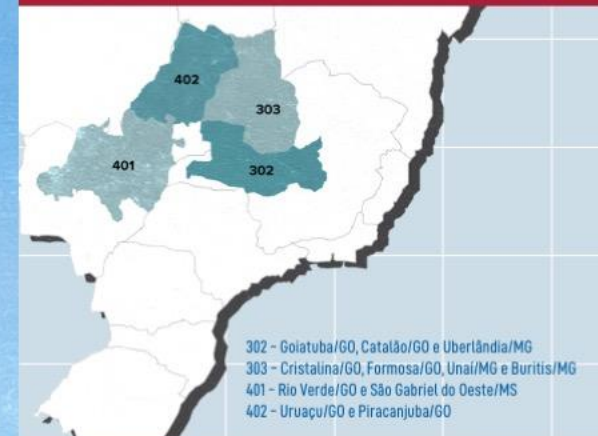 402
303
401
302
302 - Goiatuba/GO, Catalão/GO e Uberlândia/MG
303 - Cristalina/GO, Formosa/GO, Unaí/MG e Buritis/MG
401 - Rio Verde/GO e São Gabriel do Oeste/MS
402 - Uruaçu/GO e Piracanjuba/GO